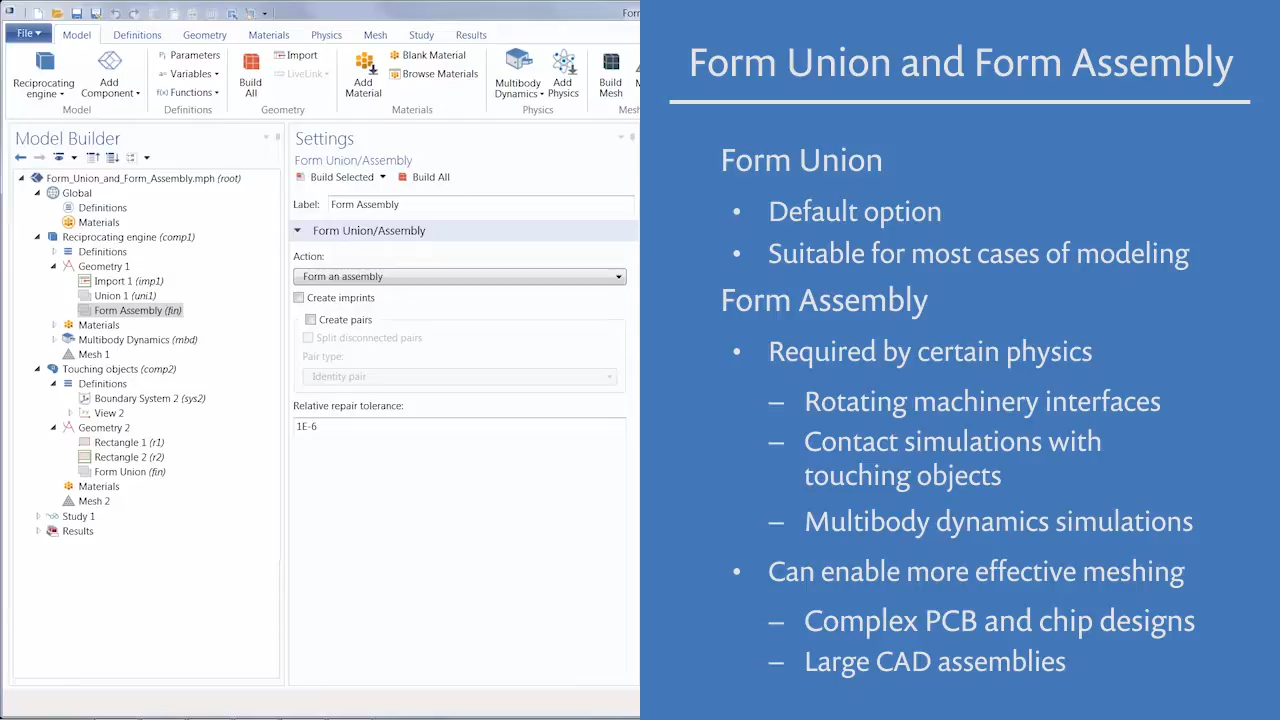 For
File
Model
Definitions
Geometry
Materials
Physics
Mesh
Study
Results
Reciprocating engine
Add Component
Model
Pi Parameters
a= Variables
f(x) Functions
Definitions
Build All
Import
LiveLink
Geometry
Add Material
Blank Material
Browse Materials
Materials
Multibody Dynamics
Add Physics
Physics
Build Mesh
Mes
Model Builder
Form_Union_and_Form_Assembly.mph (root)
Global
Definitions
Materials
Reciprocating engine (comp1)
Definitions
Geometry 1
Import 1 (imp1)
Union 1 (uni1)
Form Assembly (fin)
Materials
Multibody Dynamics (mbd)
Mesh 1
Touching objects (comp2)
Definitions
Boundary System 2 (sys2)
View 2
Geometry 2
Rectangle 1 (r1)
Rectangle 2 (r2)
Form Union (fin)
Materials
Mesh 2
Study 1
Results
Settings
Form Union/Assembly
Build Selected
Build All
Label: Form Assembly
Form Union/Assembly
Action:
Form an assembly
Create imprints
Create pairs
Split disconnected pairs
Pair type:
Identity pair
Relative repair tolerance:
1E-6
Form Union and Form Assembly
Form Union
• Default option
• Suitable for most cases of modeling
Form Assembly
• Required by certain physics
– Rotating machinery interfaces
– Contact simulations with
touching objects
– Multibody dynamics simulations
• Can enable more effective meshing
– Complex PCB and chip designs
– Large CAD assemblies